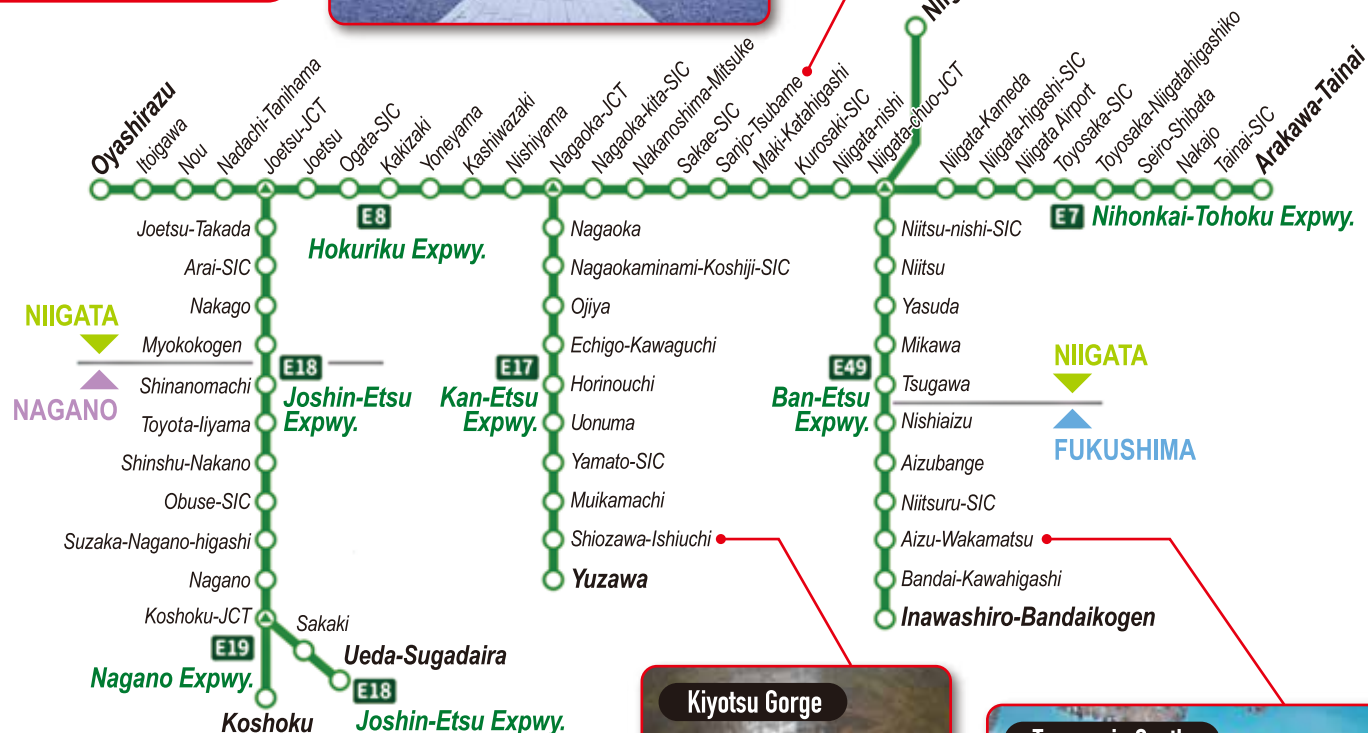 Oyashirazu
Itoigawa
Nou
Nadachi-Tanihama
Joetsu-JCT
Joetsu
Ogata-SIC
Kakizaki
Yoneyama
Kashiwazaki
Nishiyama
Nagaoka-JCT
Nagaoka-kita-SIC
Nakanoshima-Mitsuke
Sakae-SIC
Sanjo-Tsubame
Maki-Katahigashi
Kurosaki-SIC
Niigata-nishi
Niigata-chuo-JCT
Niigata-Kameda
Niigata-higashi-SIC
Niigata Airport
Toyosaka-SIC
Toyosaka-Niigatahigashiko
Seiro-Shibata
Nakajo
Tainai-SIC
Arakawa-Tainai
E8
Hokuriku Expwy.
E7 Nihonkai-Tohoku Expwy.
Joetsu-Takada
Arai-SIC
Nakago
Myokokogen
NIIGATA
NAGANO
Shinanomachi
Toyota-Iiyama
Shinshu-Nakano
Obuse-SIC
Suzaka-Nagano-higashi
Nagano
Koshoku-JCT
E18
Joshin-Etsu
Expwy.
E19
Nagano Expwy.
Koshoku
Sakaki
Ueda-Sugadaira
E18
Joshin-Etsu Expwy.
Nagaoka
Nagaokaminami-Koshiji-SIC
Ojiya
Echigo-Kawaguchi
Horinouchi
Uonuma
Yamato-SIC
Muikamachi
Shiozawa-Ishiuchi
Yuzawa
E17
Kan-Etsu
Expwy.
Niitsu-nishi-SIC
Niitsu
Yasuda
Mikawa
Tsugawa
Nishiaizu
Aizubange
Niitsuru-SIC
Aizu-Wakamatsu
Bandai-Kawahigashi
Inawashiro-Bandaikogen
E49
Ban-Etsu
Expwy.
NIIGATA
FUKUSHIMA
Kiyotsu Gorge